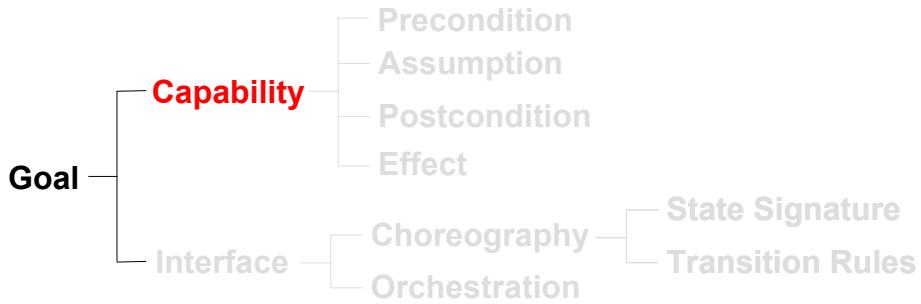 Precondition
Capability
Assumption
Postcondition
Effect
Goal
Interface
Choreography
State Signature
Transition Rules
Orchestration